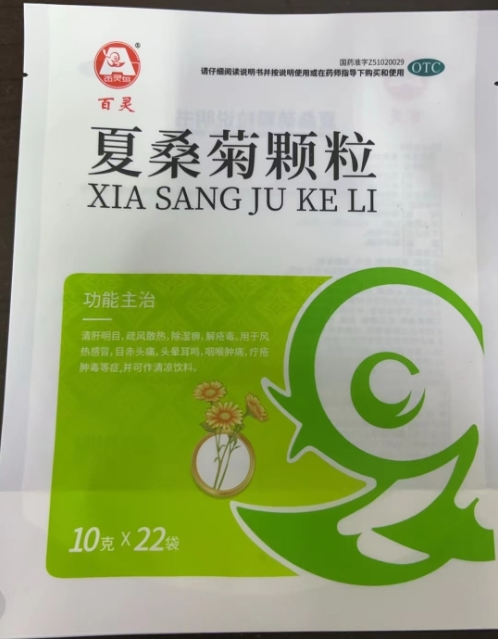 国药准字Z51020029
请仔细阅读说明书并按说明使用或在药师指导下购买和使用
OTC
百灵鸟
®
百灵
夏桑菊颗粒
XIA SANG JU KE LI
功能主治
清肝明目,疏风散热,除湿痹,解疮毒。用于风
热感冒,目赤头痛,头晕耳鸣,咽喉肿痛,疔疮
肿毒等症,并可作清凉饮料。
10克 X 22袋